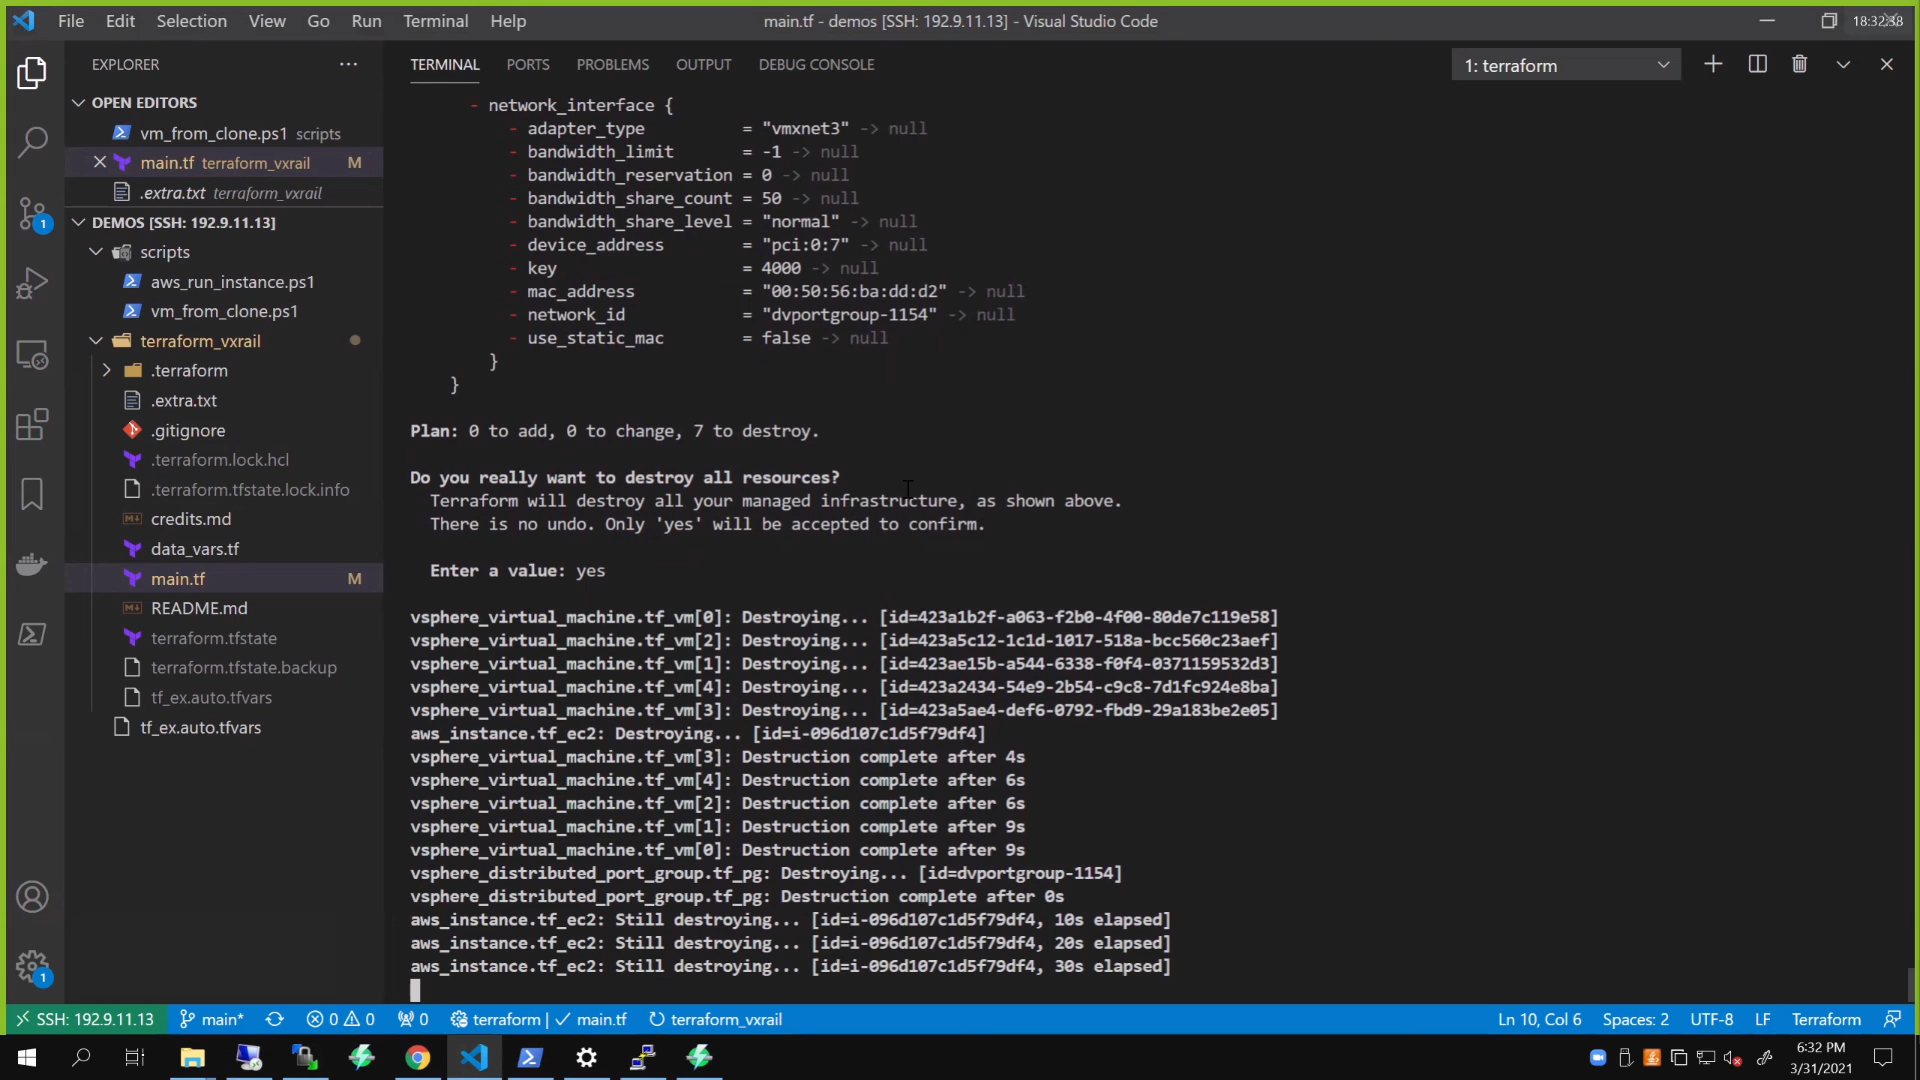 File Edit Selection View Go Run Terminal Help
main.tf - demos [SSH: 192.9.11.13] - Visual Studio Code
18:32:38
EXPLORER
OPEN EDITORS
vm_from_clone.ps1 scripts
main.tf terraform_vxrail M
.extra.txt terraform_vxrail
DEMOS [SSH: 192.9.11.13]
scripts
aws_run_instance.ps1
vm_from_clone.ps1
terraform_vxrail
.terraform
.extra.txt
.gitignore
.terraform.lock.hcl
.terraform.tfstate.lock.info
credits.md
data_vars.tf
main.tf M
README.md
terraform.tfstate
terraform.tfstate.backup
tf_ex.auto.tfvars
tf_ex.auto.tfvars
1
1
TERMINAL PORTS PROBLEMS OUTPUT DEBUG CONSOLE
1: terraform
- network_interface {
- adapter_type = "vmxnet3" -> null
- bandwidth_limit = -1 -> null
- bandwidth_reservation = 0 -> null
- bandwidth_share_count = 50 -> null
- bandwidth_share_level = "normal" -> null
- device_address = "pci:0:7" -> null
- key = 4000 -> null
- mac_address = "00:50:56:ba:dd:d2" -> null
- network_id = "dvportgroup-1154" -> null
- use_static_mac = false -> null
}
}
Plan: 0 to add, 0 to change, 7 to destroy.
Do you really want to destroy all resources?
Terraform will destroy all your managed infrastructure, as shown above.
There is no undo. Only 'yes' will be accepted to confirm.
Enter a value: yes
vsphere_virtual_machine.tf_vm[0]: Destroying... [id=423a1b2f-a063-f2b0-4f00-80de7c119e58]
vsphere_virtual_machine.tf_vm[2]: Destroying... [id=423a5c12-1c1d-1017-518a-bcc560c23aef]
vsphere_virtual_machine.tf_vm[1]: Destroying... [id=423ae15b-a544-6338-f0f4-0371159532d3]
vsphere_virtual_machine.tf_vm[4]: Destroying... [id=423a2434-54e9-2b54-c9c8-7d1fc924e8ba]
vsphere_virtual_machine.tf_vm[3]: Destroying... [id=423a5ae4-def6-0792-fbd9-29a183be2e05]
aws_instance.tf_ec2: Destroying... [id=i-096d107c1d5f79df4]
vsphere_virtual_machine.tf_vm[3]: Destruction complete after 4s
vsphere_virtual_machine.tf_vm[4]: Destruction complete after 6s
vsphere_virtual_machine.tf_vm[2]: Destruction complete after 6s
vsphere_virtual_machine.tf_vm[1]: Destruction complete after 9s
vsphere_virtual_machine.tf_vm[0]: Destruction complete after 9s
vsphere_distributed_port_group.tf_pg: Destroying... [id=dvportgroup-1154]
vsphere_distributed_port_group.tf_pg: Destruction complete after 0s
aws_instance.tf_ec2: Still destroying... [id=i-096d107c1d5f79df4, 10s elapsed]
aws_instance.tf_ec2: Still destroying... [id=i-096d107c1d5f79df4, 20s elapsed]
aws_instance.tf_ec2: Still destroying... [id=i-096d107c1d5f79df4, 30s elapsed]
SSH: 192.9.11.13 main* 0 0 0 terraform | ✓ main.tf terraform_vxrail Ln 10, Col 6 Spaces: 2 UTF-8 LF Terraform
6:32 PM
3/31/2021